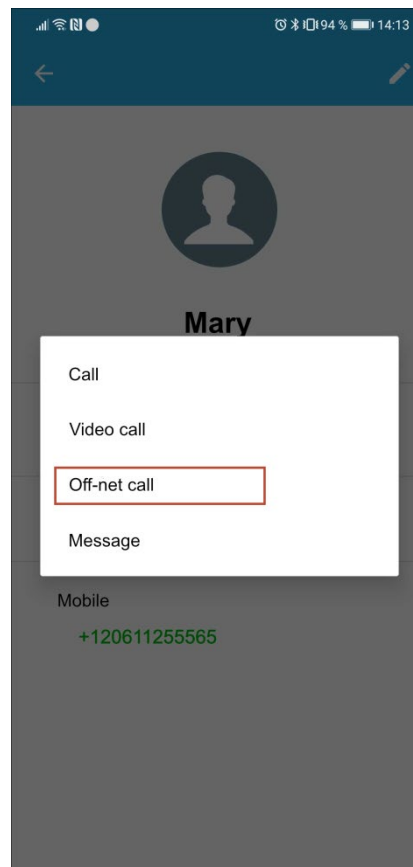 94 % 14:13
Mary
Call
Video call
Off-net call
Message
Mobile
+120611255565